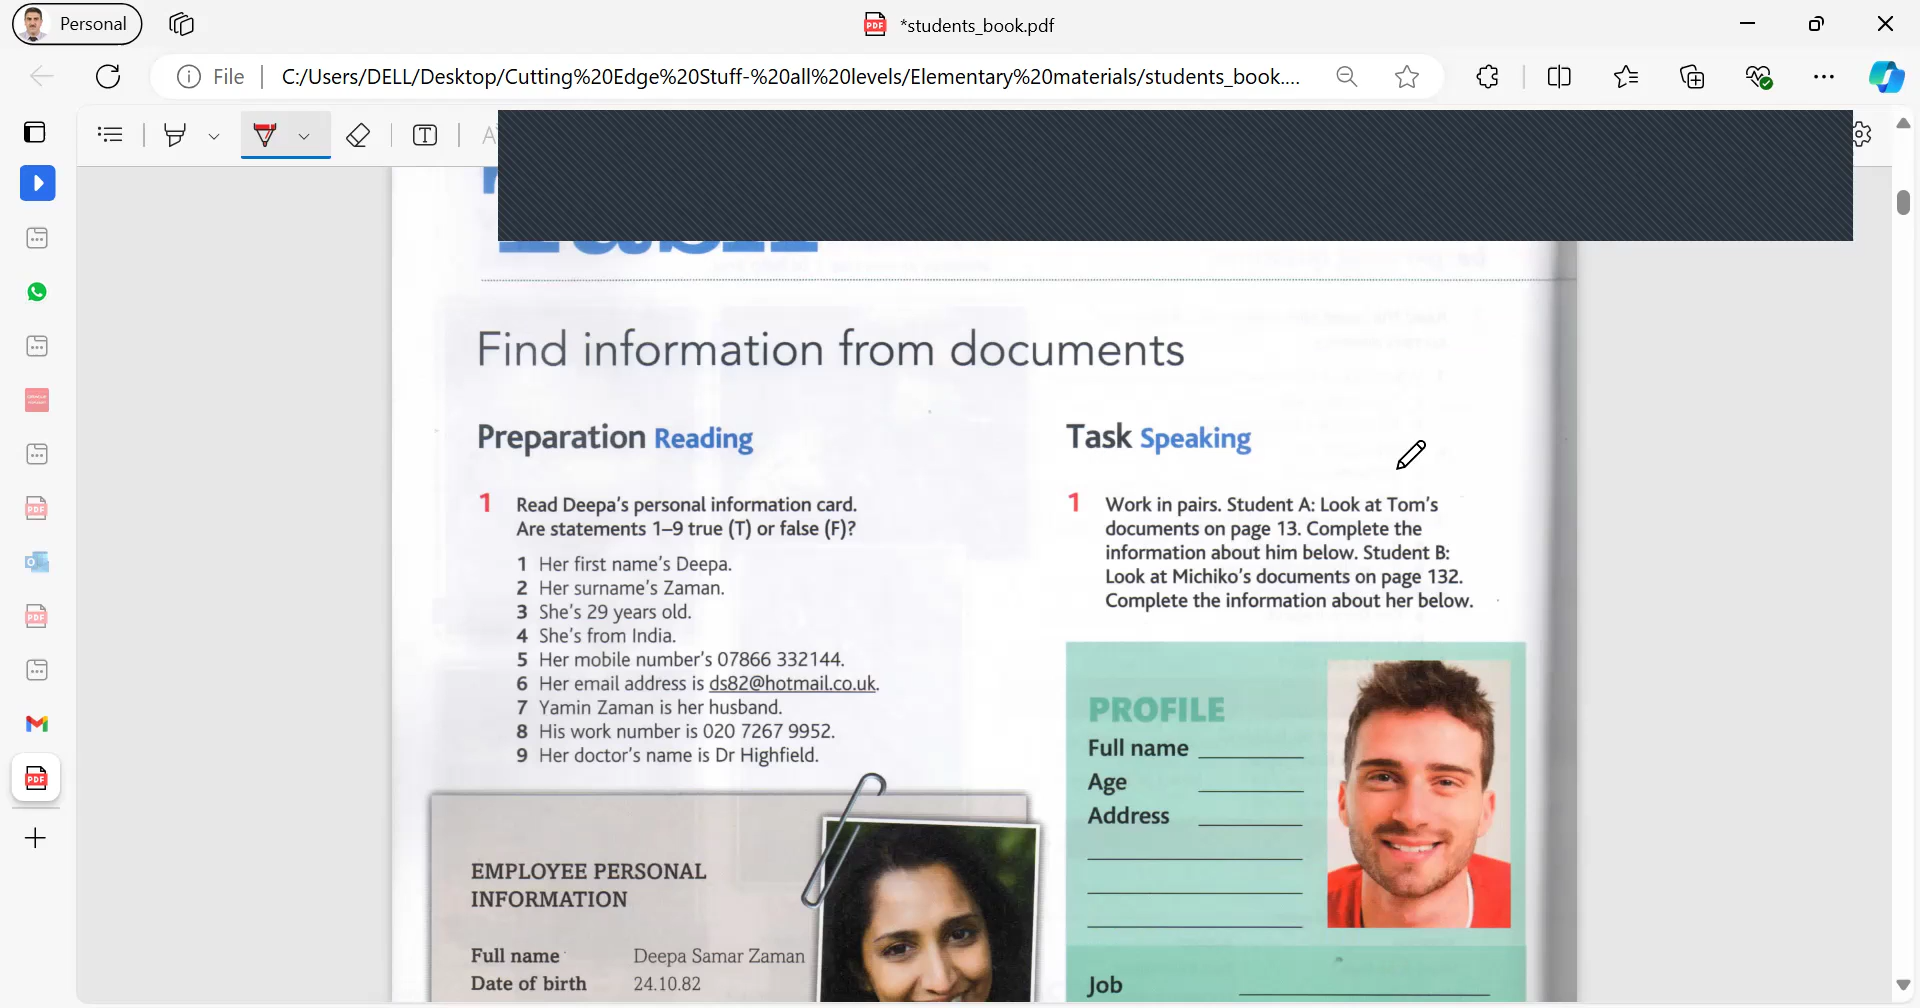 Personal
*students_book.pdf
File
C:/Users/DELL/Desktop/Cutting%20Edge%20Stuff-%20all%20levels/Elementary%20materials/students_book....
Find information from documents
Preparation Reading
1 Read Deepa's personal information card.
Are statements 1–9 true (T) or false (F)?
1 Her first name's Deepa.
2 Her surname's Zaman.
3 She's 29 years old.
4 She's from India.
5 Her mobile number's 07866 332144.
6 Her email address is ds82@hotmail.co.uk.
7 Yamin Zaman is her husband.
8 His work number is 020 7267 9952.
9 Her doctor's name is Dr Highfield.
EMPLOYEE PERSONAL
INFORMATION
Full name Deepa Samar Zaman
Date of birth 24.10.82
Task Speaking
1 Work in pairs. Student A: Look at Tom's
documents on page 13. Complete the
information about him below. Student B:
Look at Michiko's documents on page 132.
Complete the information about her below.
PROFILE
Full name
Age
Address
Job